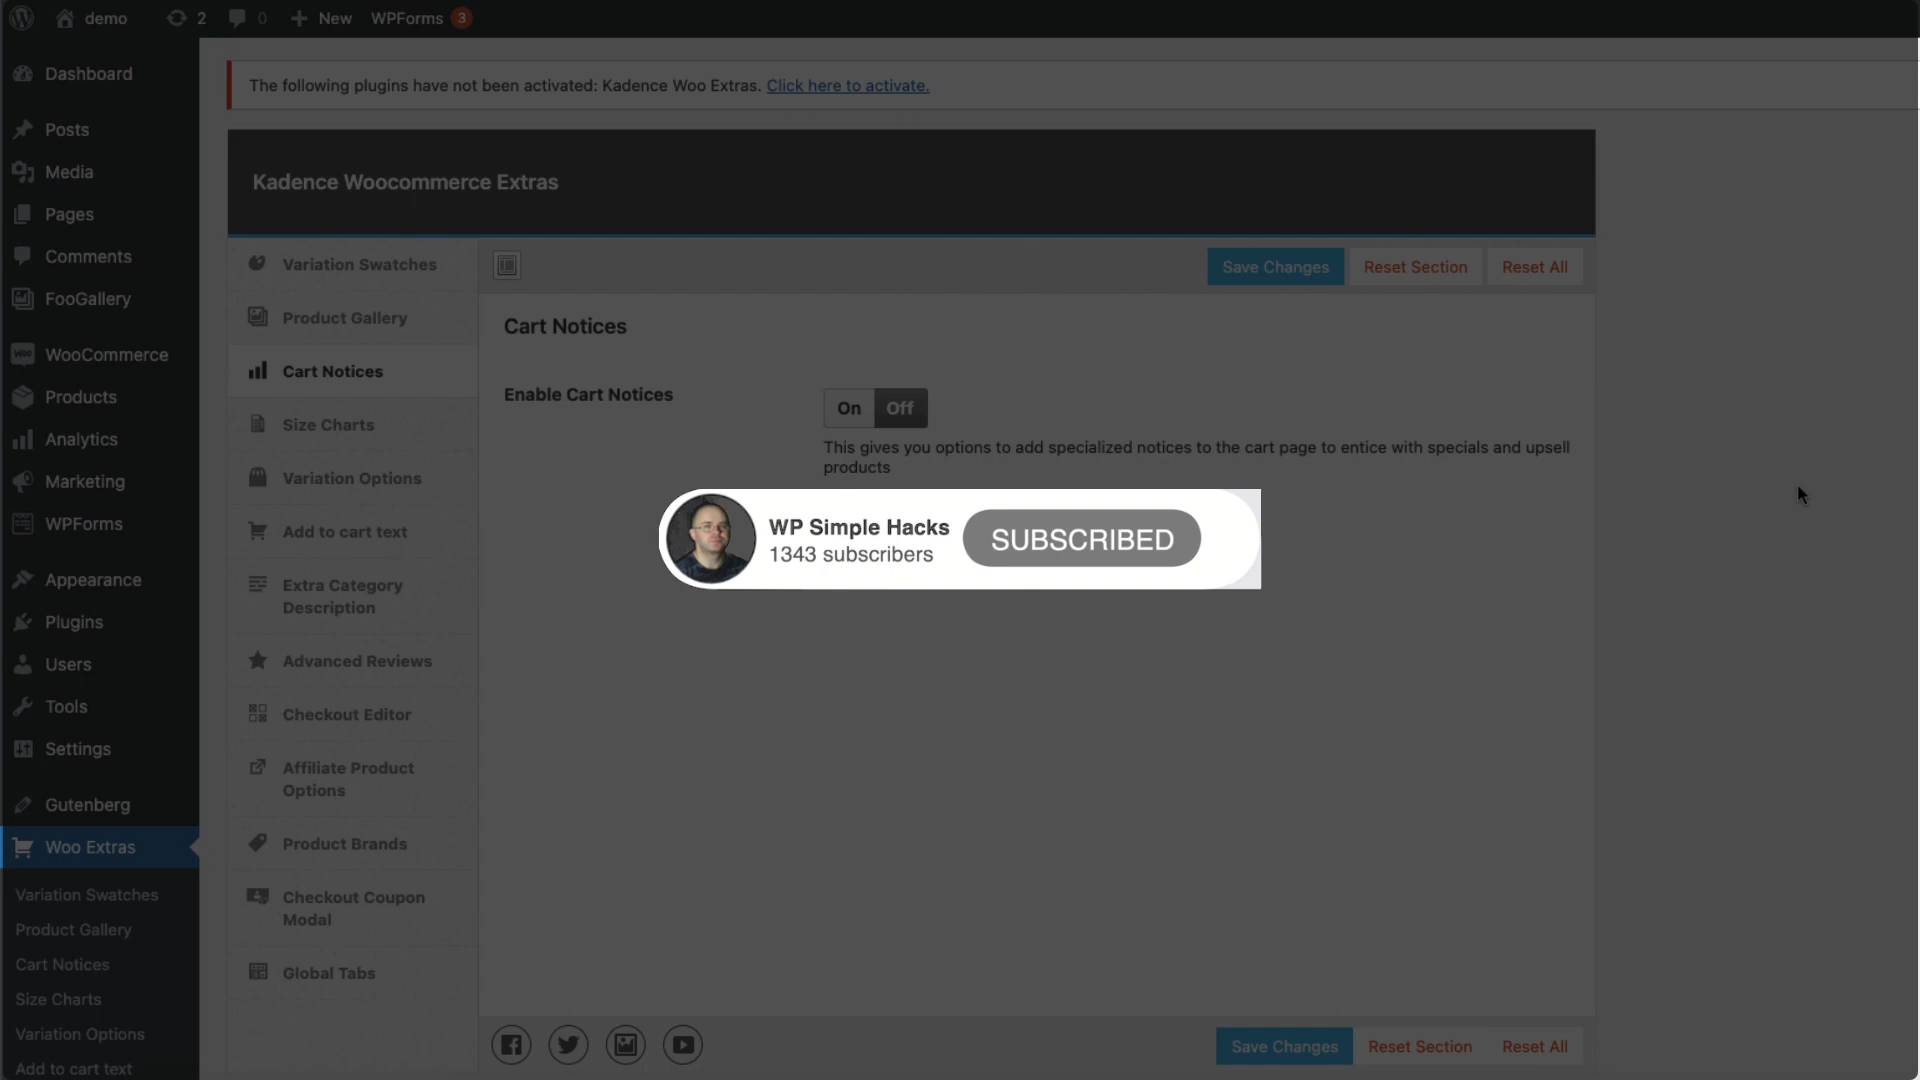 demo
2
0
New
WPForms
3
Dashboard
Posts
Media
Pages
Comments
FooGallery
WooCommerce
Products
Analytics
Marketing
WPForms
Appearance
Plugins
Users
Tools
Settings
Gutenberg
Woo Extras
Variation Swatches
Product Gallery
Cart Notices
Size Charts
Variation Options
Add to cart text
The following plugins have not been activated: Kadence Woo Extras. Click here to activate.
Kadence Woocommerce Extras
Variation Swatches
Product Gallery
Cart Notices
Size Charts
Variation Options
Add to cart text
Extra Category
Description
Advanced Reviews
Checkout Editor
Affiliate Product
Options
Product Brands
Checkout Coupon
Modal
Global Tabs
Save Changes
Reset Section
Reset All
Cart Notices
Enable Cart Notices
On
Off
This gives you options to add specialized notices to the cart page to entice with specials and upsell
products
WP Simple Hacks
1343 subscribers
SUBSCRIBED
Save Changes
Reset Section
Reset All